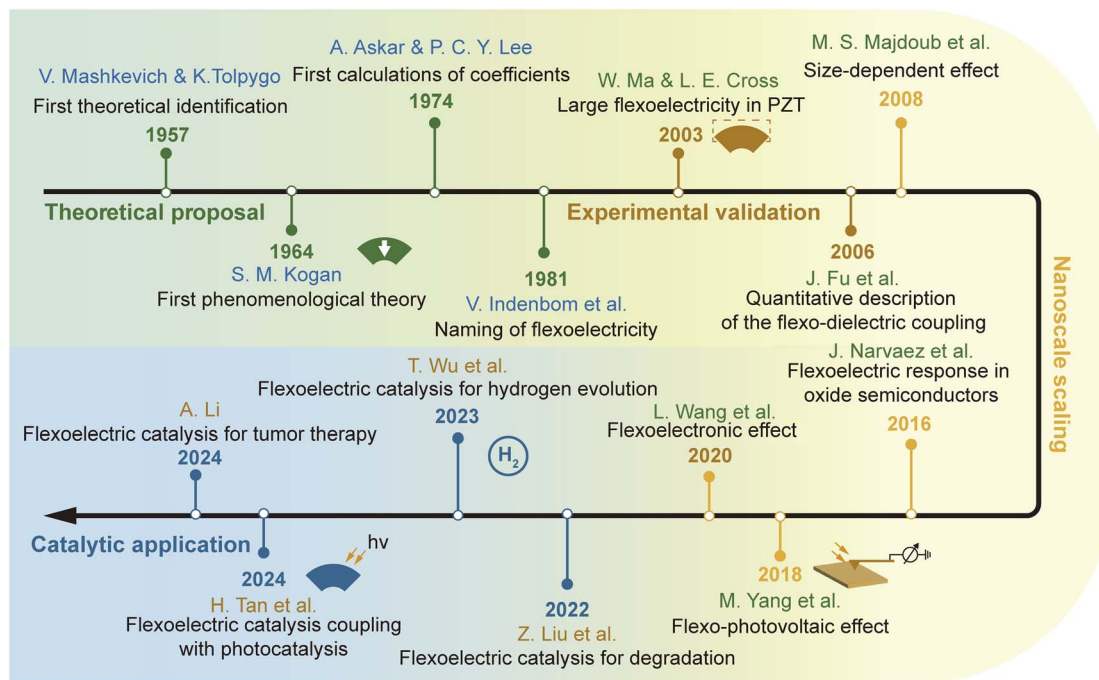 V. Mashkevich & K.Tolpygo
First theoretical identification
1957
A. Askar & P. C. Y. Lee
First calculations of coefficients
1974
W. Ma & L. E. Cross
Large flexoelectricity in PZT
2003
M. S. Majdoub et al.
Size-dependent effect
2008
Theoretical proposal
Experimental validation
1964
S. M. Kogan
First phenomenological theory
1981
V. Indenbom et al.
Naming of flexoelectricity
2006
J. Fu et al.
Quantitative description
of the flexo-dielectric coupling
Nanoscale scaling
J. Narvaez et al.
Flexoelectric response in
oxide semiconductors
2016
L. Wang et al.
Flexoelectronic effect
2020
T. Wu et al.
Flexoelectric catalysis for hydrogen evolution
2023
H2
A. Li
Flexoelectric catalysis for tumor therapy
2024
Catalytic application
2024
hv
H. Tan et al.
Flexoelectric catalysis coupling
with photocatalysis
2022
Z. Liu et al.
Flexoelectric catalysis for degradation
2018
M. Yang et al.
Flexo-photovoltaic effect